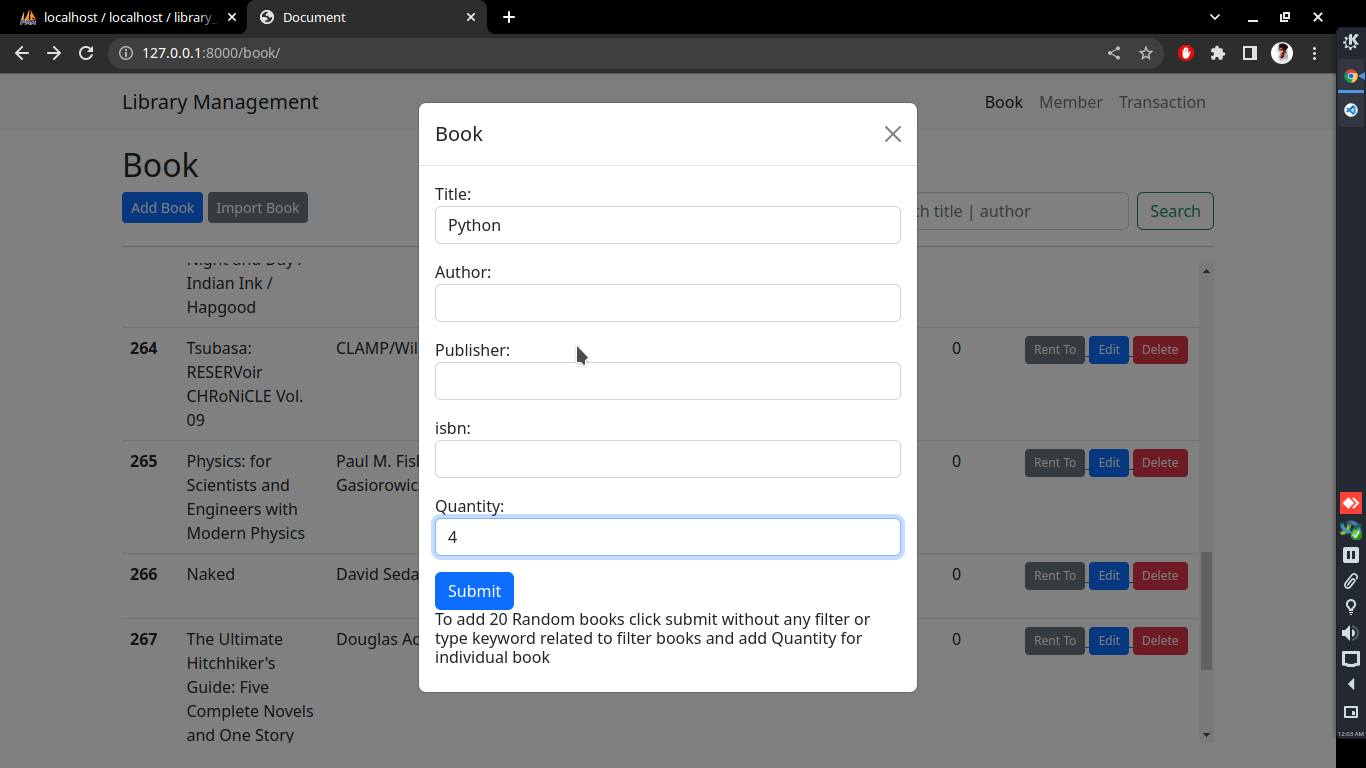 localhost / localhost / library_
Document
127.0.0.1:8000/book/
Library Management
Book Member Transaction
Book
Add Book
Import Book
title | author
Search
Book
Title:
Python
Author:
Publisher:
isbn:
Quantity:
4
Submit
To add 20 Random books click submit without any filter or
type keyword related to filter books and add Quantity for
individual book
Night and Day /
Indian Ink /
Hapgood
264
Tsubasa:
RESERVoir
CHRoNiCLE Vol.
09
CLAMP/Wil
0
Rent To Edit Delete
265
Physics: for
Scientists and
Engineers with
Modern Physics
Paul M. Fis
Gasiorowic
0
Rent To Edit Delete
266
Naked
David Seda
0
Rent To Edit Delete
267
The Ultimate
Hitchhiker's
Guide: Five
Complete Novels
and One Story
Douglas Ad
0
Rent To Edit Delete
12:03 AM